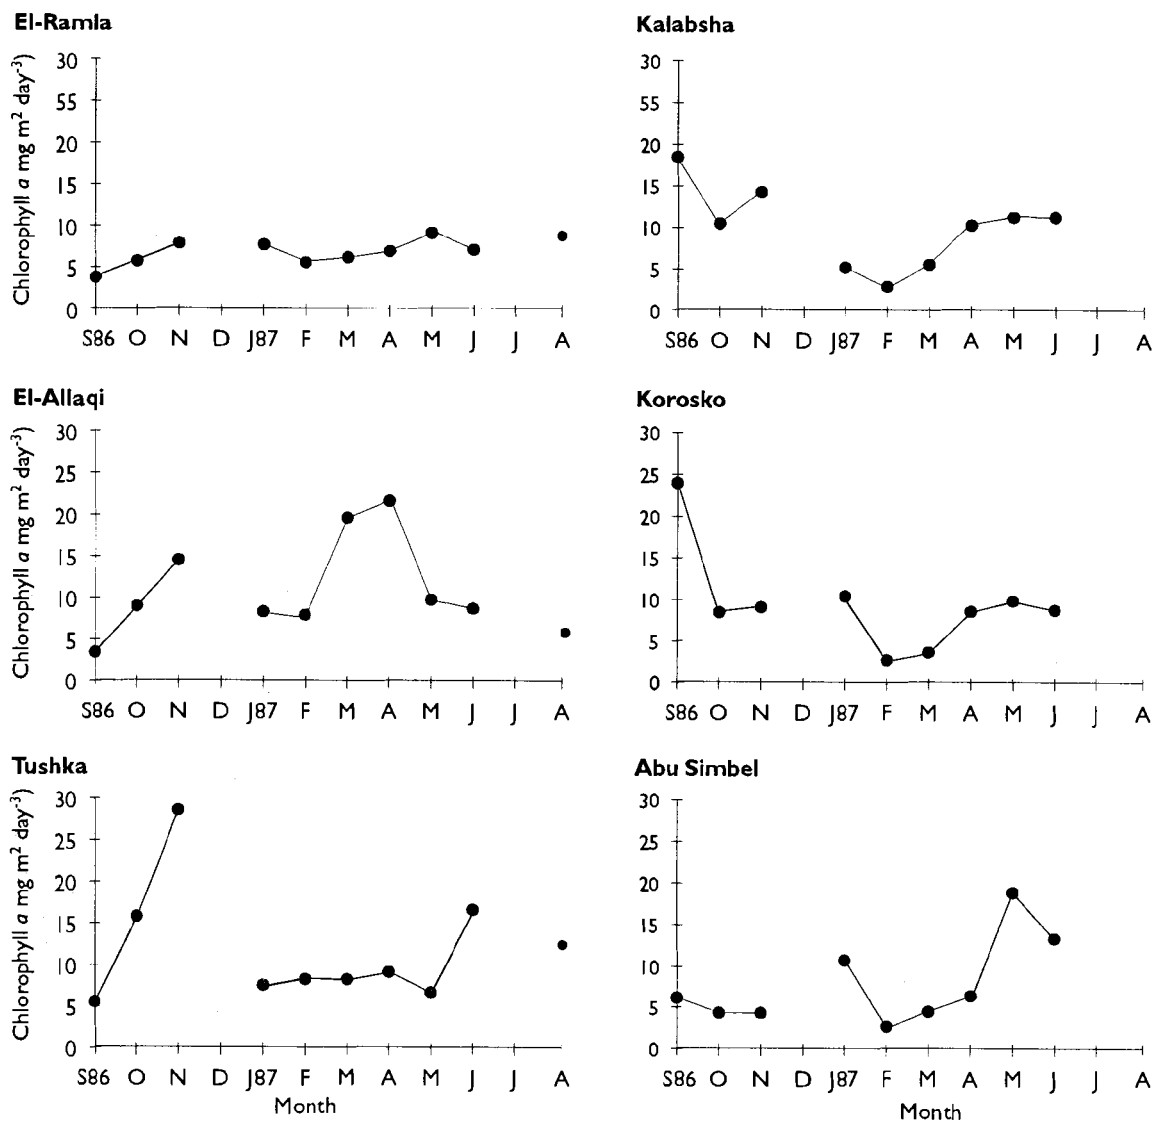 El-Ramla
Chlorophyll a mg m² day⁻³)
30
55
20
15
10
5
0
S86 O N D J87 F M A M J J A
Kalabsha
30
55
20
15
10
5
0
S86 O N D J87 F M A M J J A
El-Allaqi
Chlorophyll a mg m² day⁻³)
30
25
20
15
10
5
0
S86 O N D J87 F M A M J J A
Korosko
30
25
20
15
10
5
0
S86 O N D J87 F M A M J J A
Tushka
Chlorophyll a mg m² day⁻³)
30
25
20
15
10
5
0
S86 O N D J87 F M A M J J A
Month
Abu Simbel
30
25
20
15
10
5
0
S86 O N D J87 F M A M J J A
Month